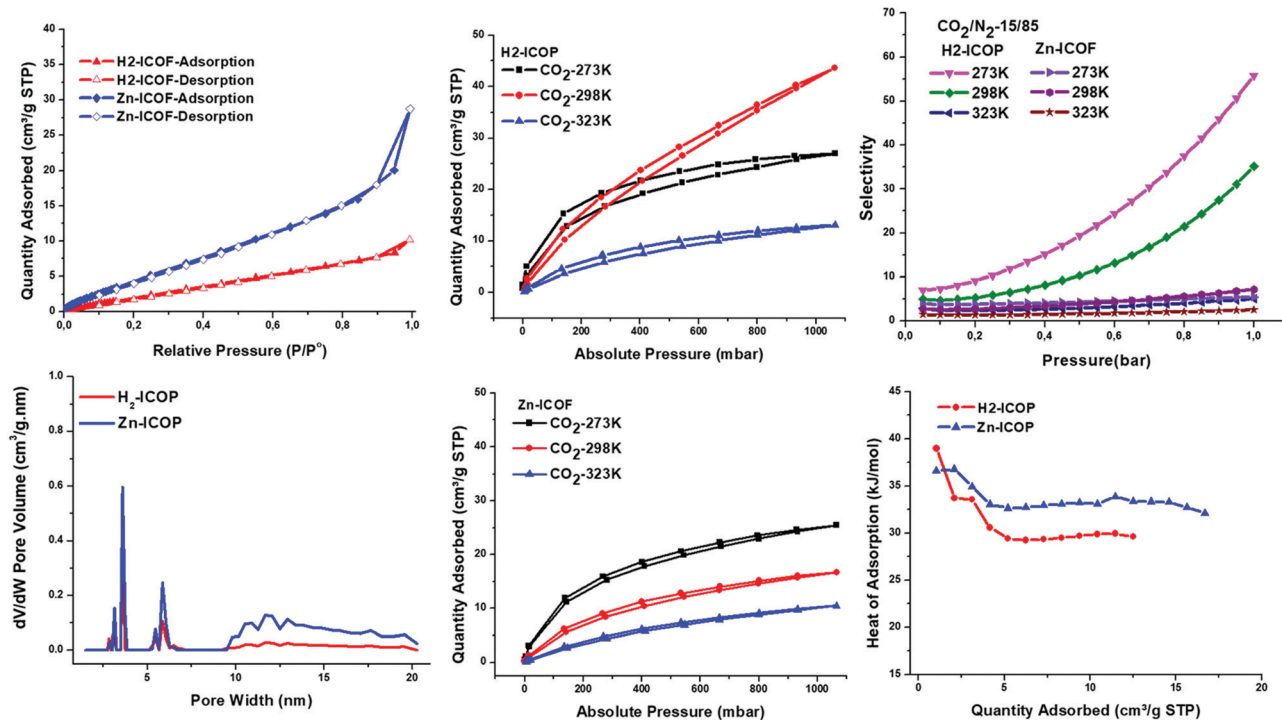 40
35
30
25
20
15
10
5
0
Quantity Adsorbed (cm³/g STP)
H2-ICOF-Adsorption
H2-ICOF-Desorption
Zn-ICOF-Adsorption
Zn-ICOF-Desorption
0,0 0,2 0,4 0,6 0,8 1,0
Relative Pressure (P/P°)
50
40
30
20
10
0
Quantity Adsorbed (cm³/g STP)
H2-ICOP
CO₂-273K
CO₂-298K
CO₂-323K
0 200 400 600 800 1000
Absolute Pressure (mbar)
70
60
50
40
30
20
10
0
Selectivity
CO₂/N₂-15/85
H2-ICOP Zn-ICOF
273K 273K
298K 298K
323K 323K
0,0 0,2 0,4 0,6 0,8 1,0
Pressure(bar)
1.0
0.8
0.6
0.4
0.2
0.0
dV/dW Pore Volume (cm³/g.nm)
H₂-ICOP
Zn-ICOP
5 10 15 20
Pore Width (nm)
50
40
30
20
10
0
Quantity Adsorbed (cm³/g STP)
Zn-ICOF
CO₂-273K
CO₂-298K
CO₂-323K
0 200 400 600 800 1000
Absolute Pressure (mbar)
45
40
35
30
25
20
15
Heat of Adsorption (kJ/mol)
H2-ICOP
Zn-ICOP
0 5 10 15 20
Quantity Adsorbed (cm³/g STP)